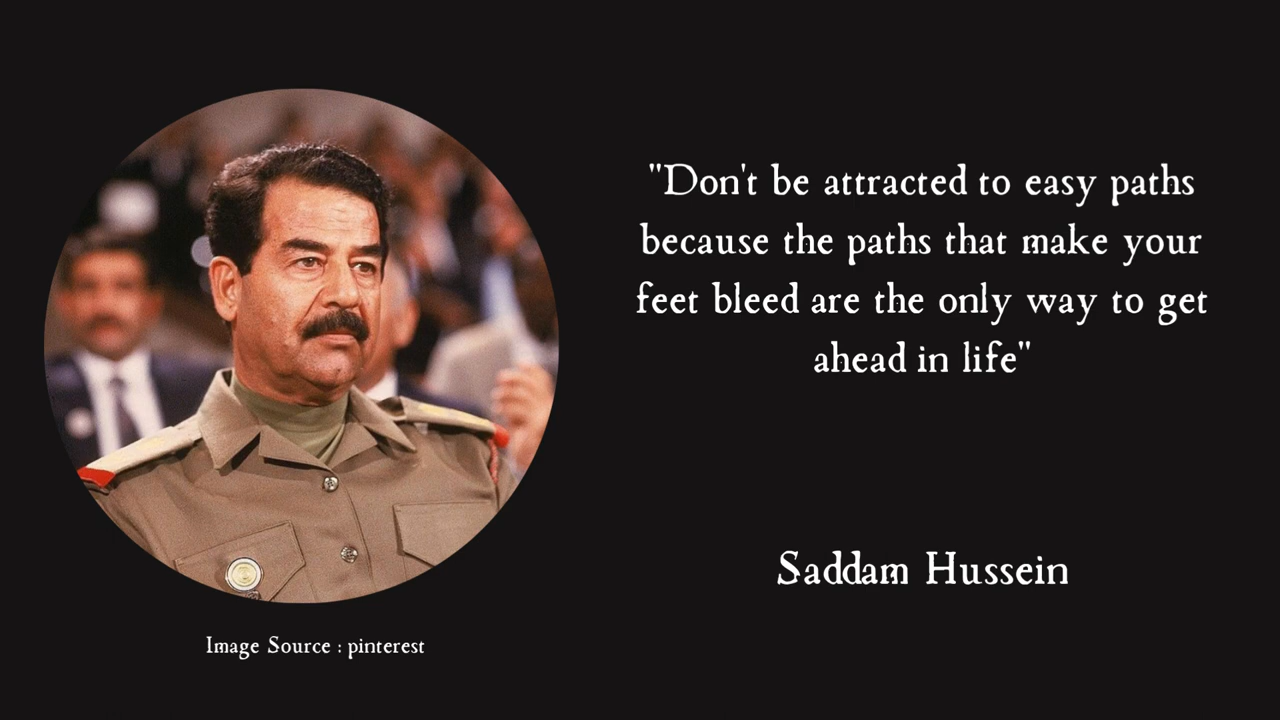 "Don't be attracted to easy paths
because the paths that make your
feet bleed are the only way to get
ahead in life"
Saddam Hussein
Image Source : pinterest